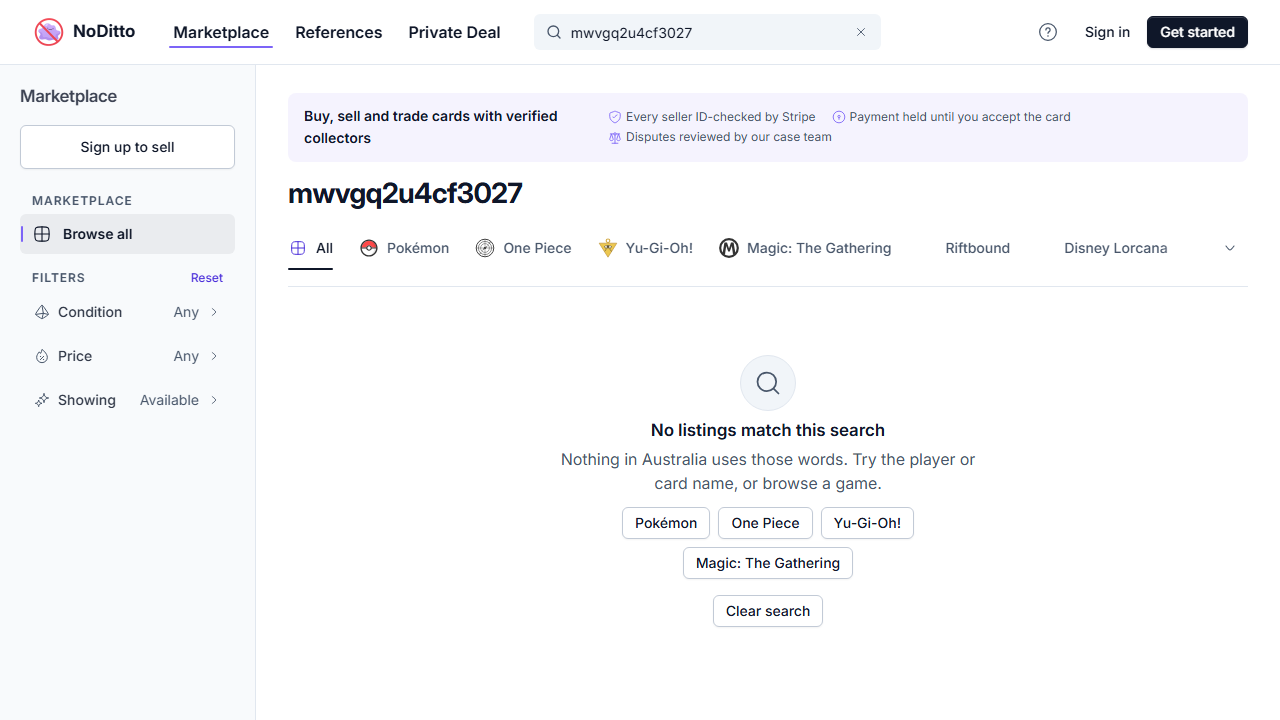 NoDitto
Marketplace
References
Private Deal
mwvgq2u4cf3027
Sign in
Get started
Marketplace
Sign up to sell
MARKETPLACE
Browse all
FILTERS
Reset
Condition
Any
Price
Any
Showing
Available
Buy, sell and trade cards with verified
collectors
Every seller ID-checked by Stripe
Payment held until you accept the card
Disputes reviewed by our case team
mwvgq2u4cf3027
All
Pokémon
One Piece
Yu-Gi-Oh!
Magic: The Gathering
Riftbound
Disney Lorcana
No listings match this search
Nothing in Australia uses those words. Try the player or
card name, or browse a game.
Pokémon
One Piece
Yu-Gi-Oh!
Magic: The Gathering
Clear search